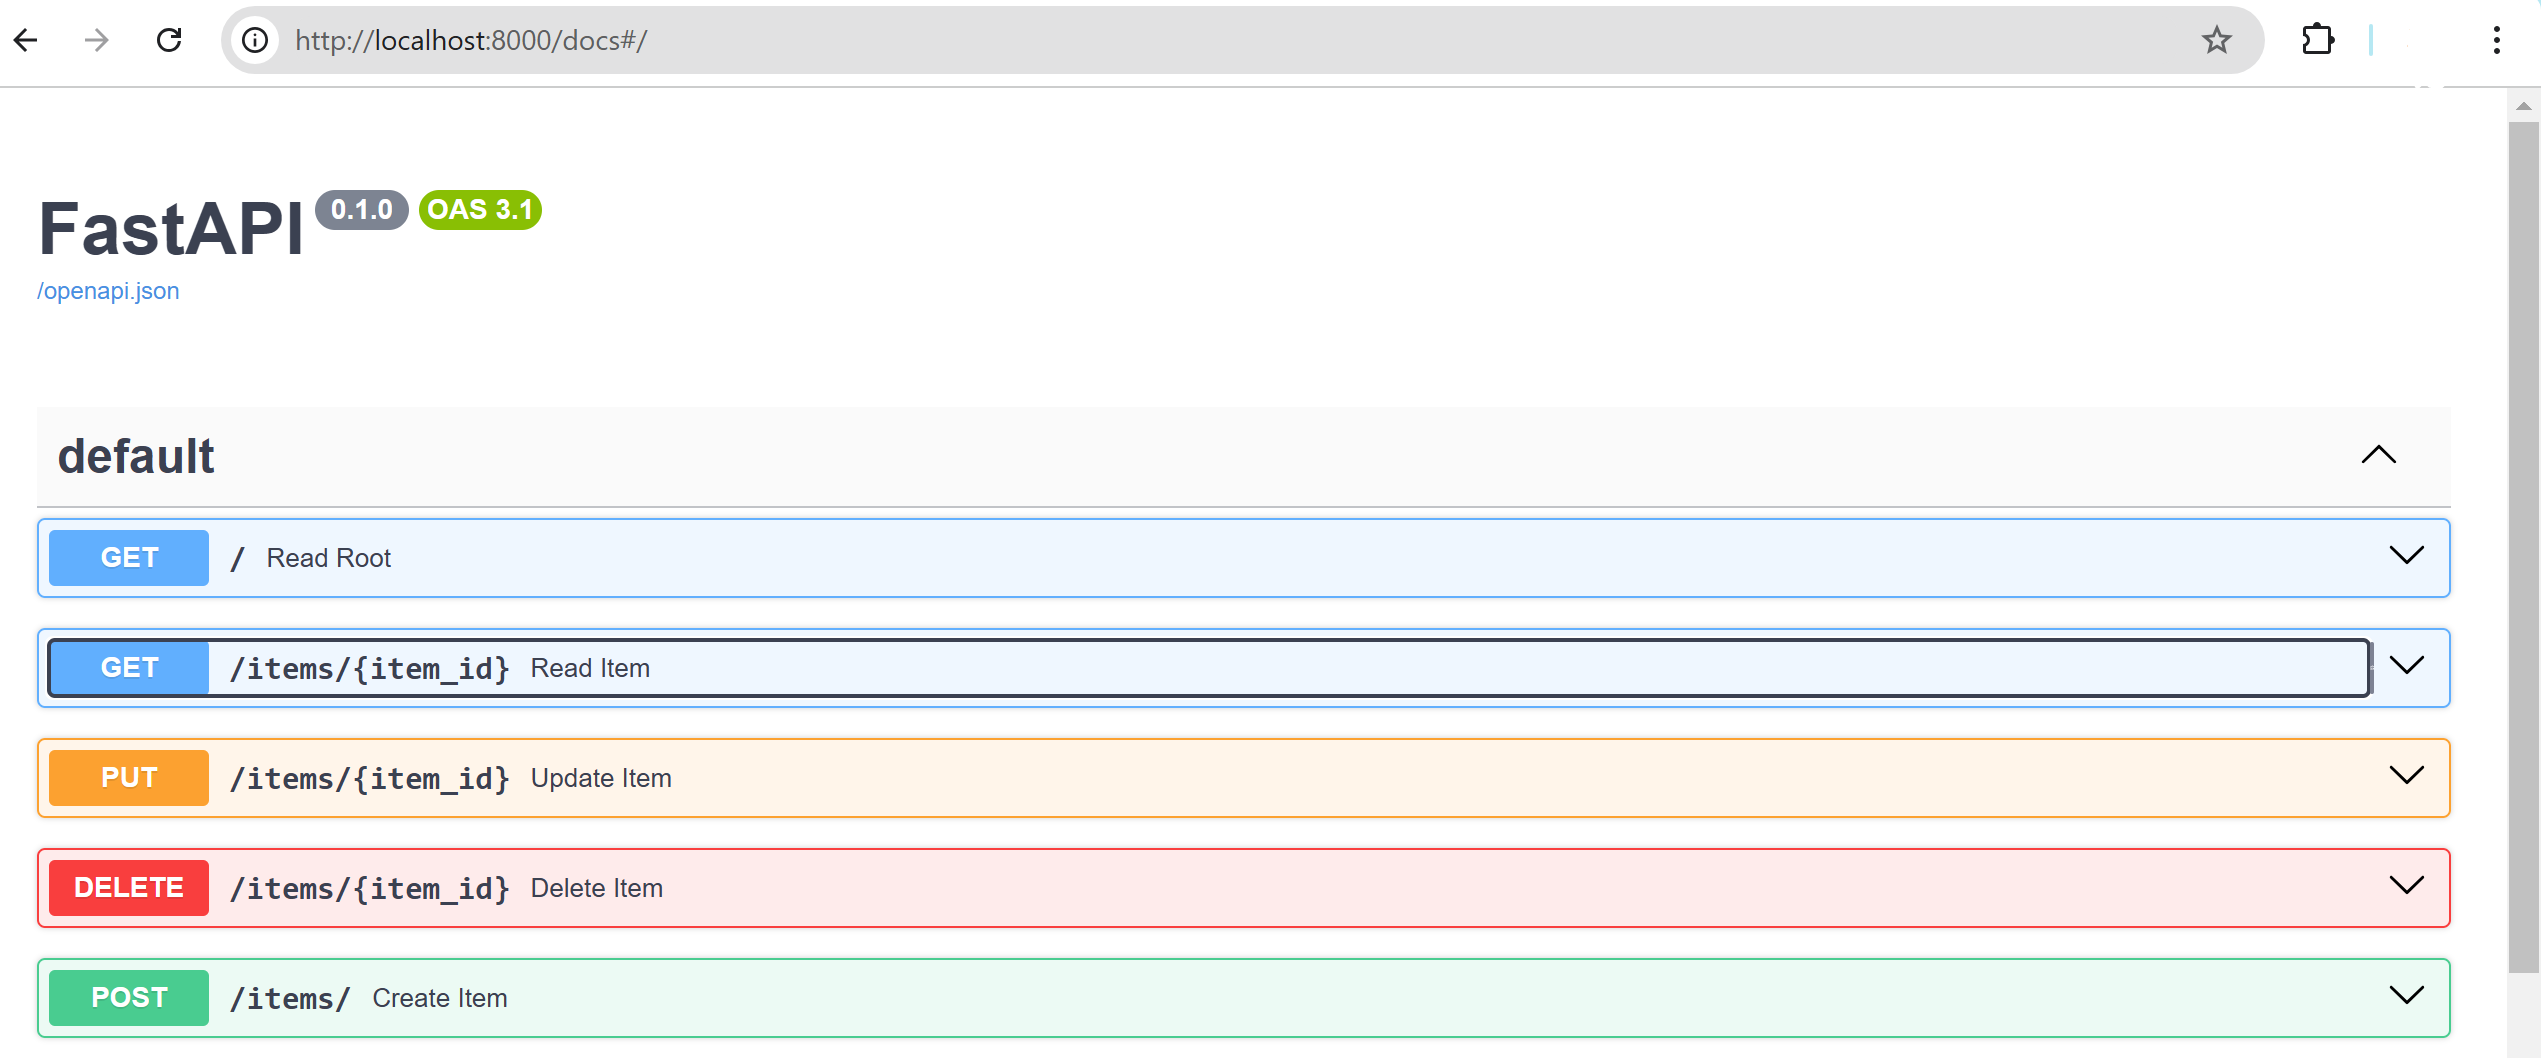 http://localhost:8000/docs#/
FastAPI 0.1.0 OAS 3.1
/openapi.json
default
GET / Read Root
GET /items/{item_id} Read Item
PUT /items/{item_id} Update Item
DELETE /items/{item_id} Delete Item
POST /items/ Create Item